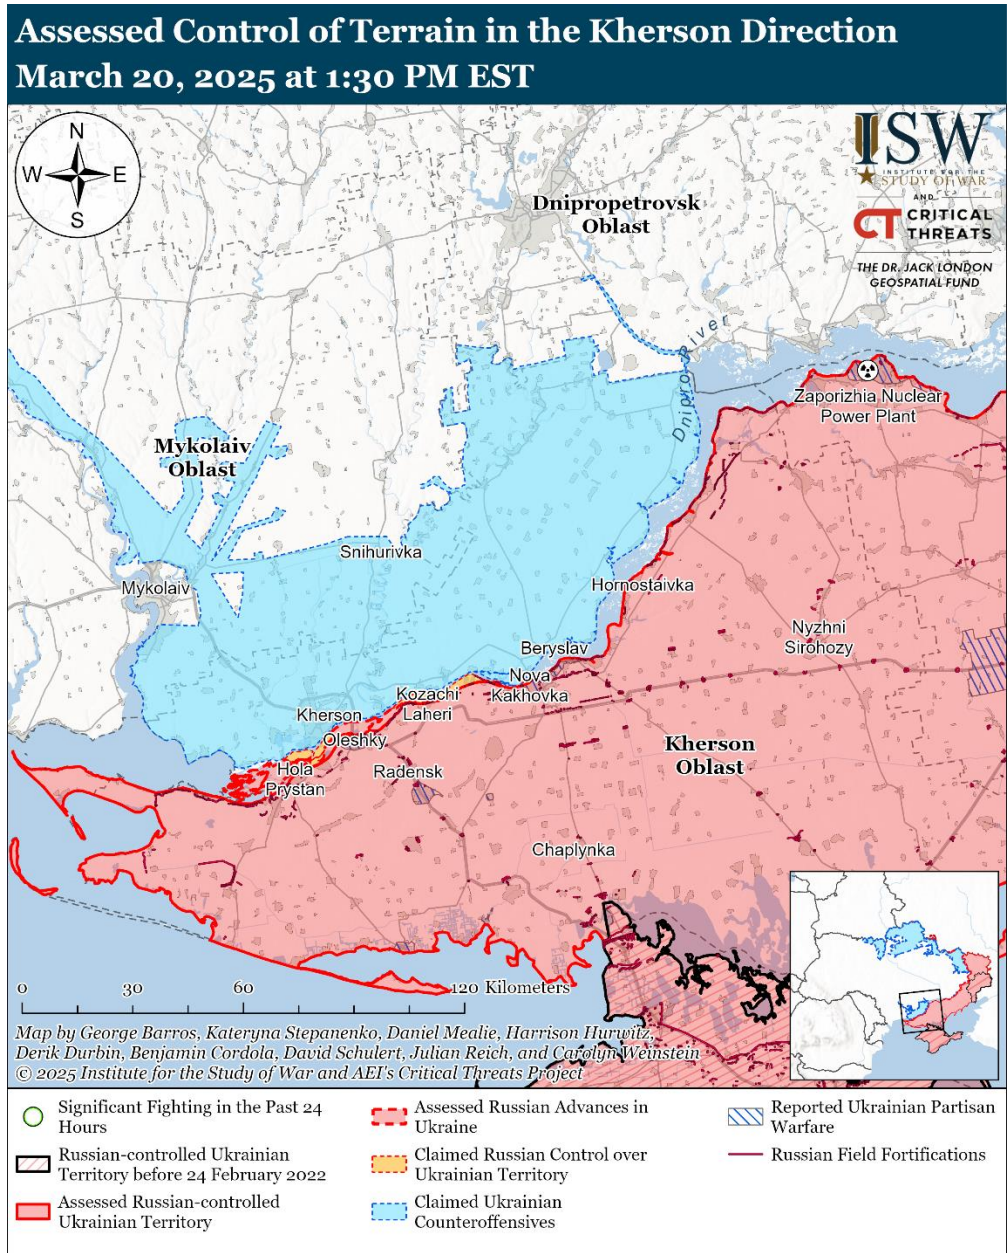 Assessed Control of Terrain in the Kherson Direction
March 20, 2025 at 1:30 PM EST
N
W
E
S
ISW
INSTITUTE FOR THE
STUDY OF WAR
AND
CT CRITICAL
THREATS
THE DR. JACK LONDON
GEOSPATIAL FUND
Dnipropetrovsk
Oblast
Dnipro River
Zaporizhia Nuclear
Power Plant
Mykolaiv
Oblast
Snihurivka
Mykolaiv
Hornostaivka
Nyzhni
Sirohozy
Beryslav
Nova
Kakhovka
Kozachi
Laheri
Kherson
Oleshky
Hola
Prystan
Radensk
Kherson
Oblast
Chaplynka
0 30 60 120 Kilometers
Map by George Barros, Kateryna Stepanenko, Daniel Mealie, Harrison Hurwitz,
Derik Durbin, Benjamin Cordola, David Schulert, Julian Reich, and Carolyn Weinstein
© 2025 Institute for the Study of War and AEI's Critical Threats Project
Significant Fighting in the Past 24
Hours
Russian-controlled Ukrainian
Territory before 24 February 2022
Assessed Russian-controlled
Ukrainian Territory
Assessed Russian Advances in
Ukraine
Claimed Russian Control over
Ukrainian Territory
Claimed Ukrainian
Counteroffensives
Reported Ukrainian Partisan
Warfare
Russian Field Fortifications